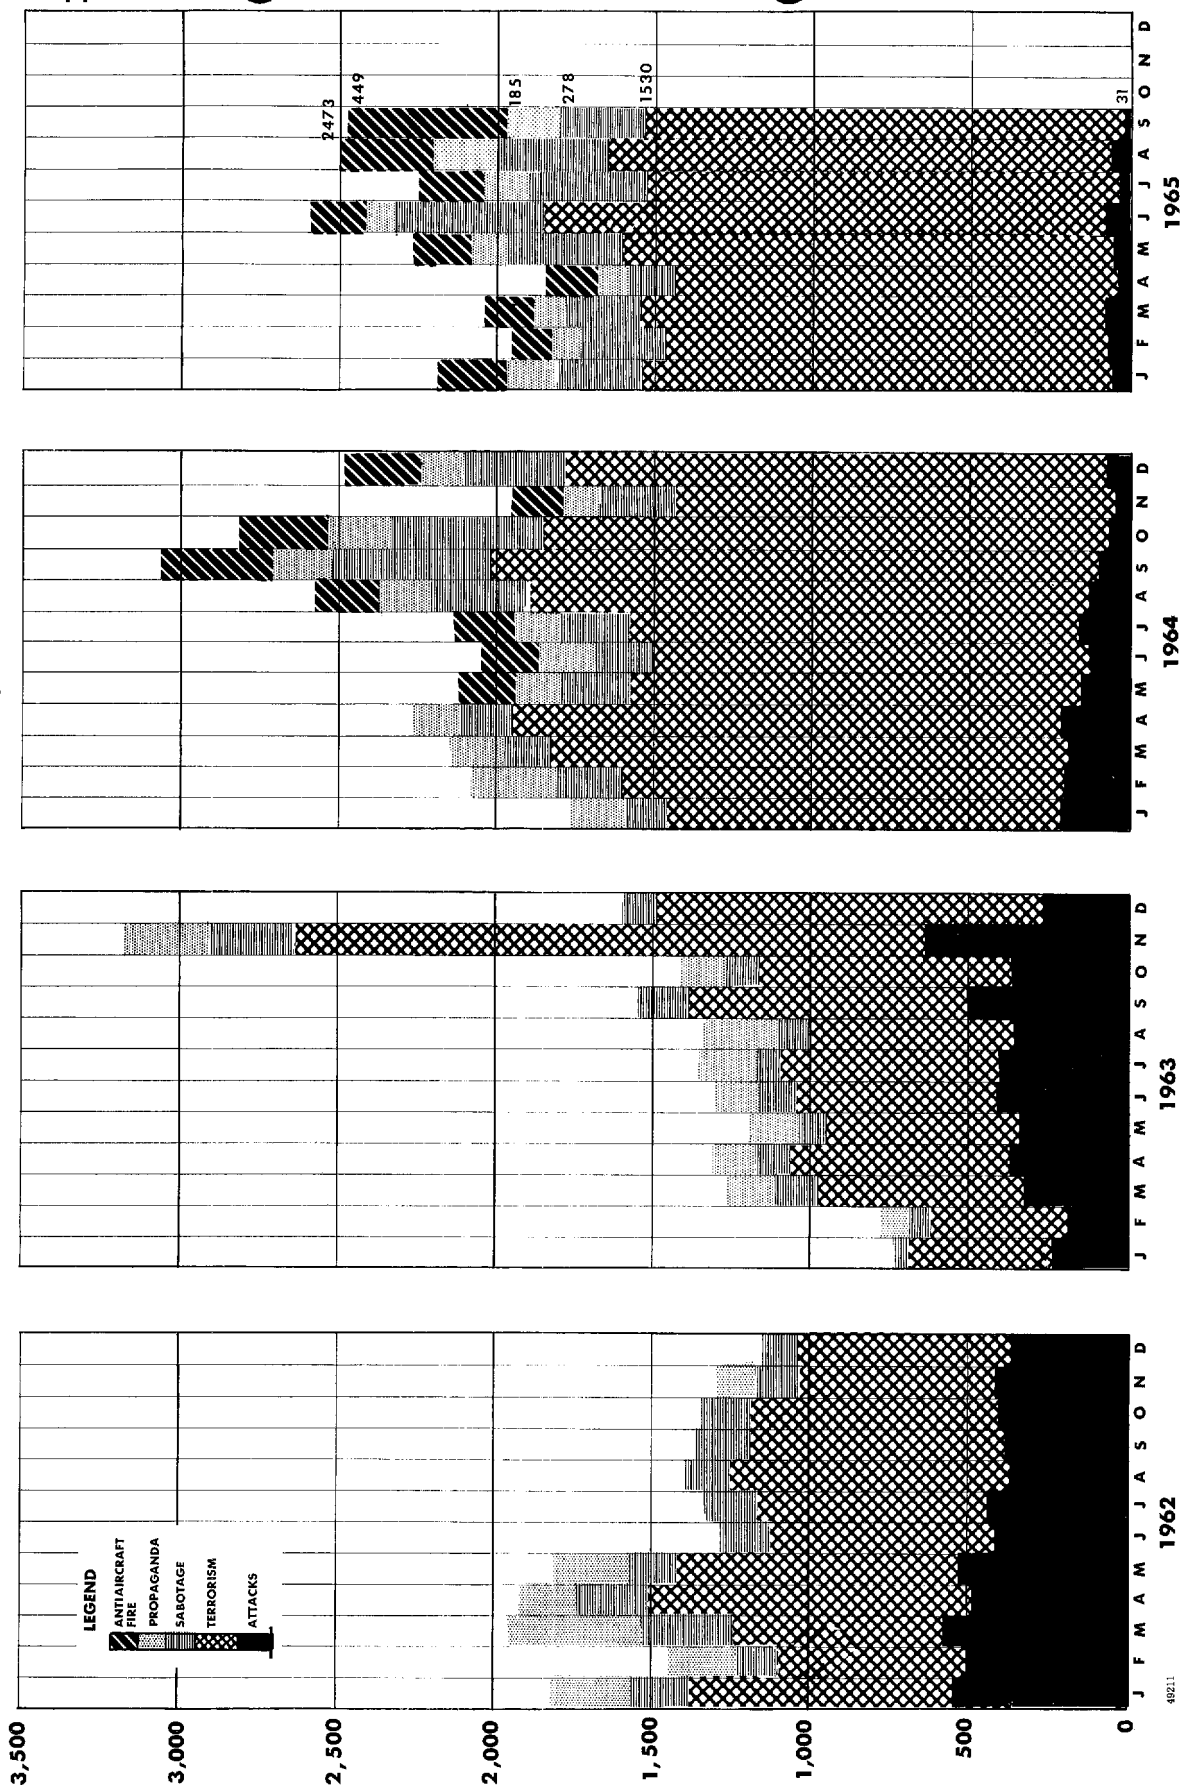 3,500
3,000
2,500
2,000
1,500
1,000
500
0
LEGEND
ANTIAIRCRAFT
FIRE
PROPAGANDA
SABOTAGE
TERRORISM
ATTACKS
2473
449
185
278
1530
31
J F M A M J J A S O N D
J F M A M J J A S O N D
J F M A M J J A S O N D
J F M A M J J A S O N D
1962
1963
1964
1965
49211